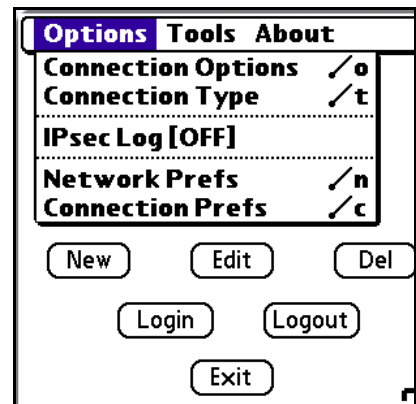 Options Tools About
Connection Options ⁄o
Connection Type ⁄t
IPsec Log [OFF]
Network Prefs ⁄n
Connection Prefs ⁄c
New Edit Del
Login Logout
Exit